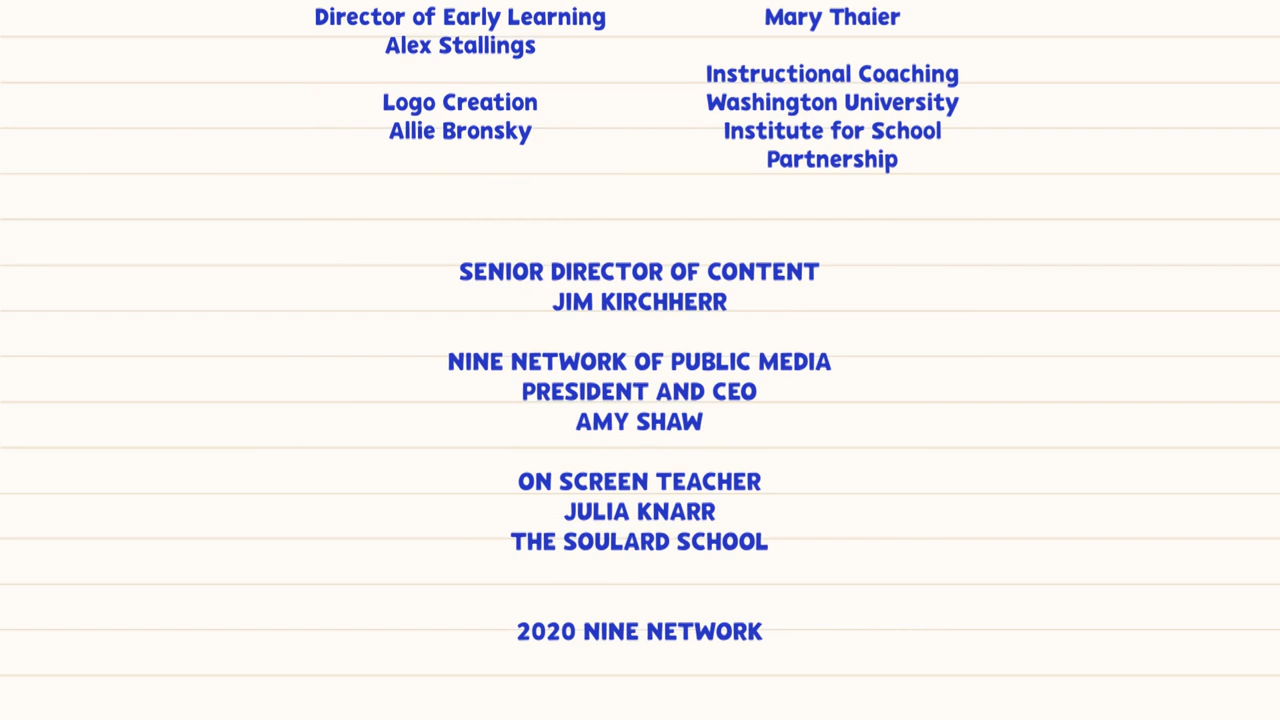 Director of Early Learning
Alex Stallings
Logo Creation
Allie Bronsky
Mary Thaier
Instructional Coaching
Washington University
Institute for School
Partnership
SENIOR DIRECTOR OF CONTENT
JIM KIRCHHERR
NINE NETWORK OF PUBLIC MEDIA
PRESIDENT AND CEO
AMY SHAW
ON SCREEN TEACHER
JULIA KNARR
THE SOULARD SCHOOL
2020 NINE NETWORK